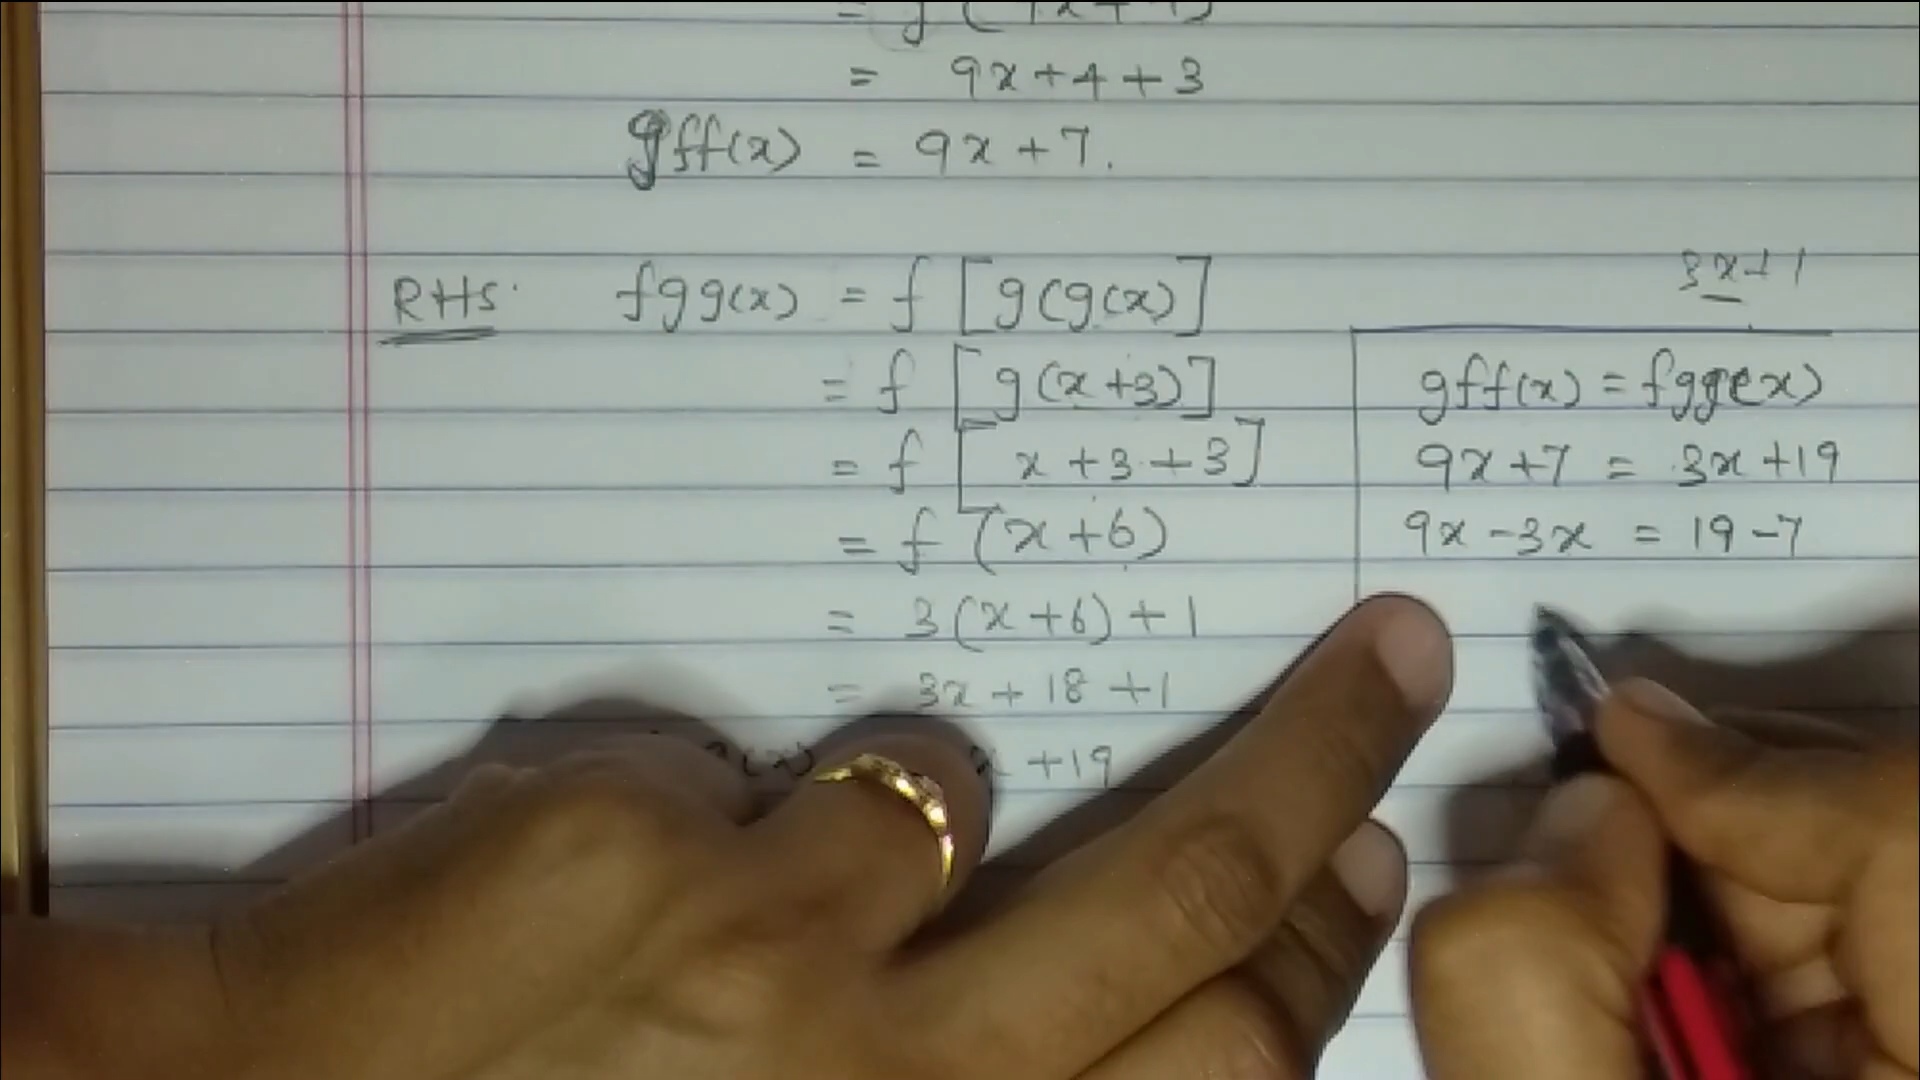 = 9x+4+3
gff(x) = 9x+7.
RHS. fgg(x) = f [g(g(x)]
3x+1
= f [g(x+3)]
= f [x+3+3]
= f (x+6)
= 3(x+6)+1
= 3x+18+1
(x) x+19
gff(x) = fgg(x)
9x+7 = 3x+19
9x-3x = 19-7